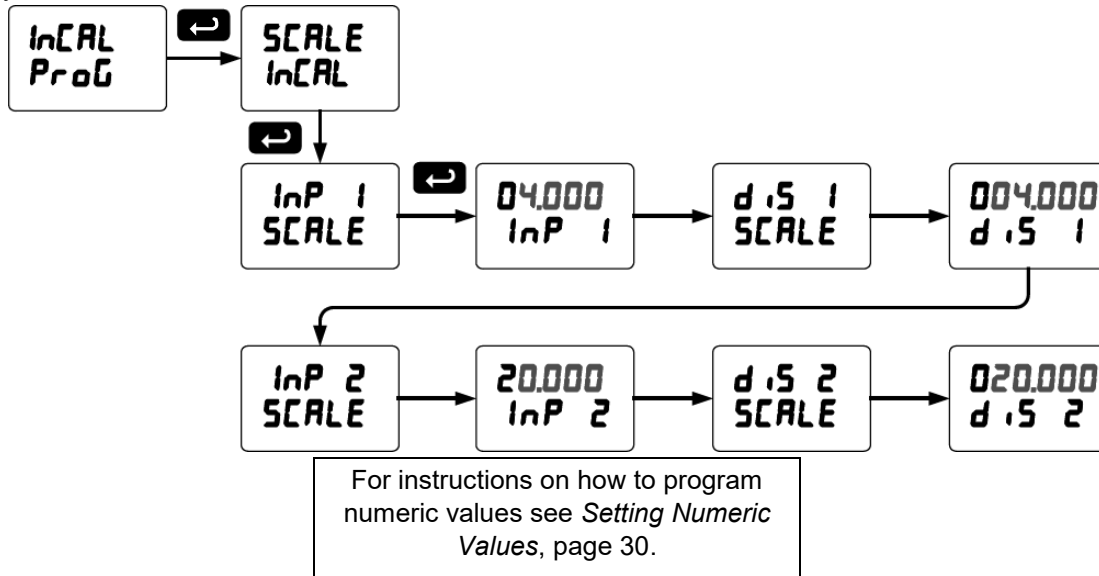 InCAL
SCALE
ProG
InCAL
InP 1
04.000
diS 1
004.000
SCALE
InP 1
SCALE
diS 1
InP 2
20.000
diS 2
020.000
SCALE
InP 2
SCALE
diS 2
For instructions on how to program
numeric values see Setting Numeric
Values, page 30.